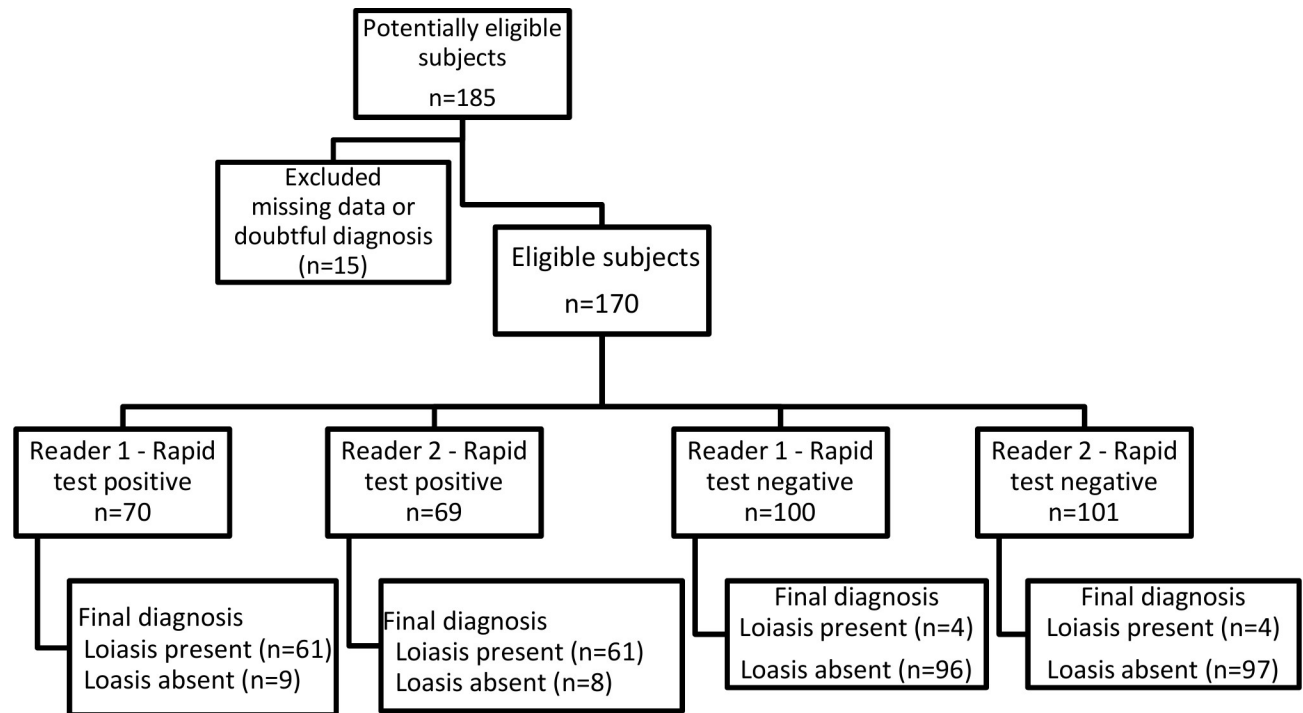 Potentially eligible
subjects
n=185
Excluded
missing data or
doubtful diagnosis
(n=15)
Eligible subjects
n=170
Reader 1 - Rapid
test positive
n=70
Reader 2 - Rapid
test positive
n=69
Reader 1 - Rapid
test negative
n=100
Reader 2 - Rapid
test negative
n=101
Final diagnosis
Loiasis present (n=61)
Loasis absent (n=9)
Final diagnosis
Loiasis present (n=61)
Loasis absent (n=8)
Final diagnosis
Loiasis present (n=4)
Loasis absent (n=96)
Final diagnosis
Loiasis present (n=4)
Loasis absent (n=97)